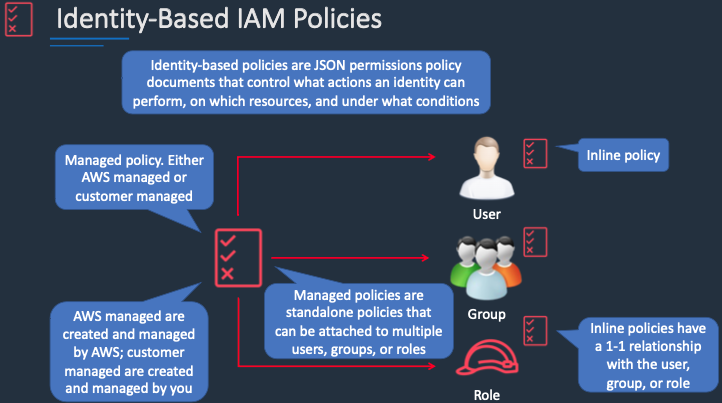 Identity-Based IAM Policies
Identity-based policies are JSON permissions policy
documents that control what actions an identity can
perform, on which resources, and under what conditions
Managed policy. Either
AWS managed or
customer managed
Inline policy
User
Group
AWS managed are
created and managed
by AWS; customer
managed are created
and managed by you
Managed policies are
standalone policies that
can be attached to multiple
users, groups, or roles
Inline policies have
a 1-1 relationship
with the user,
group, or role
Role